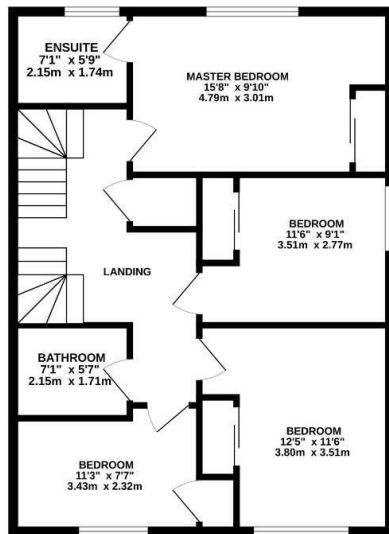 ENSUITE
7'1" x 5'9"
2.15m x 1.74m
MASTER BEDROOM
15'8" x 9'10"
4.79m x 3.01m
BEDROOM
11'6" x 9'1"
3.51m x 2.77m
LANDING
BATHROOM
7'1" x 5'7"
2.15m x 1.71m
BEDROOM
12'5" x 11'6"
3.80m x 3.51m
BEDROOM
11'3" x 7'7"
3.43m x 2.32m